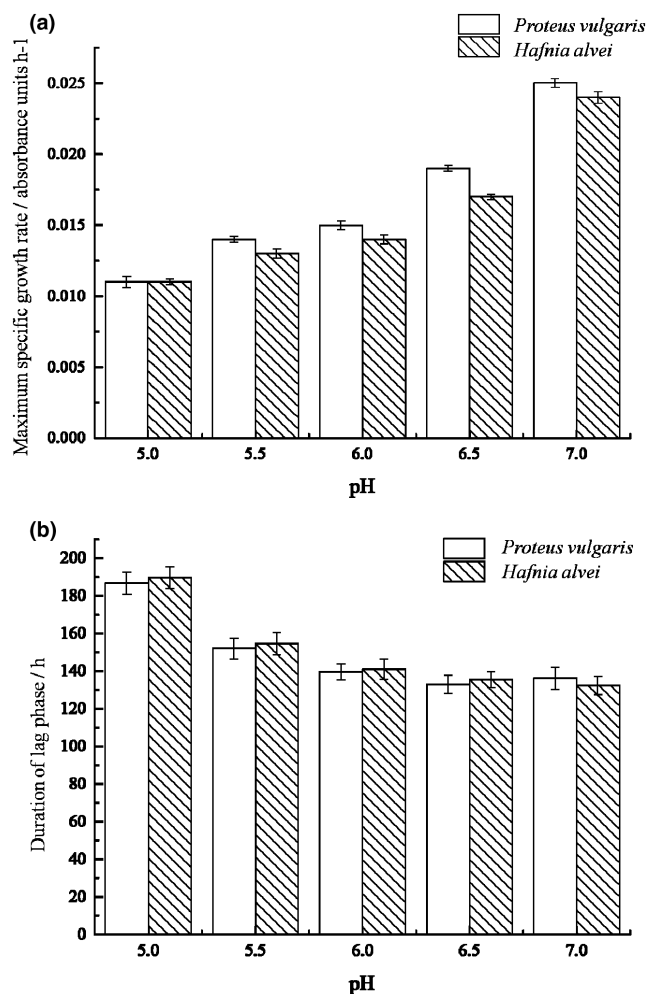 (a)
Proteus vulgaris
Hafnia alvei
Maximum specific growth rate / absorbance units h-1
0.025
0.020
0.015
0.010
0.005
0.000
5.0 5.5 6.0 6.5 7.0
pH
(b)
Proteus vulgaris
Hafnia alvei
Duration of lag phase / h
200
180
160
140
120
100
80
60
40
20
0
5.0 5.5 6.0 6.5 7.0
pH